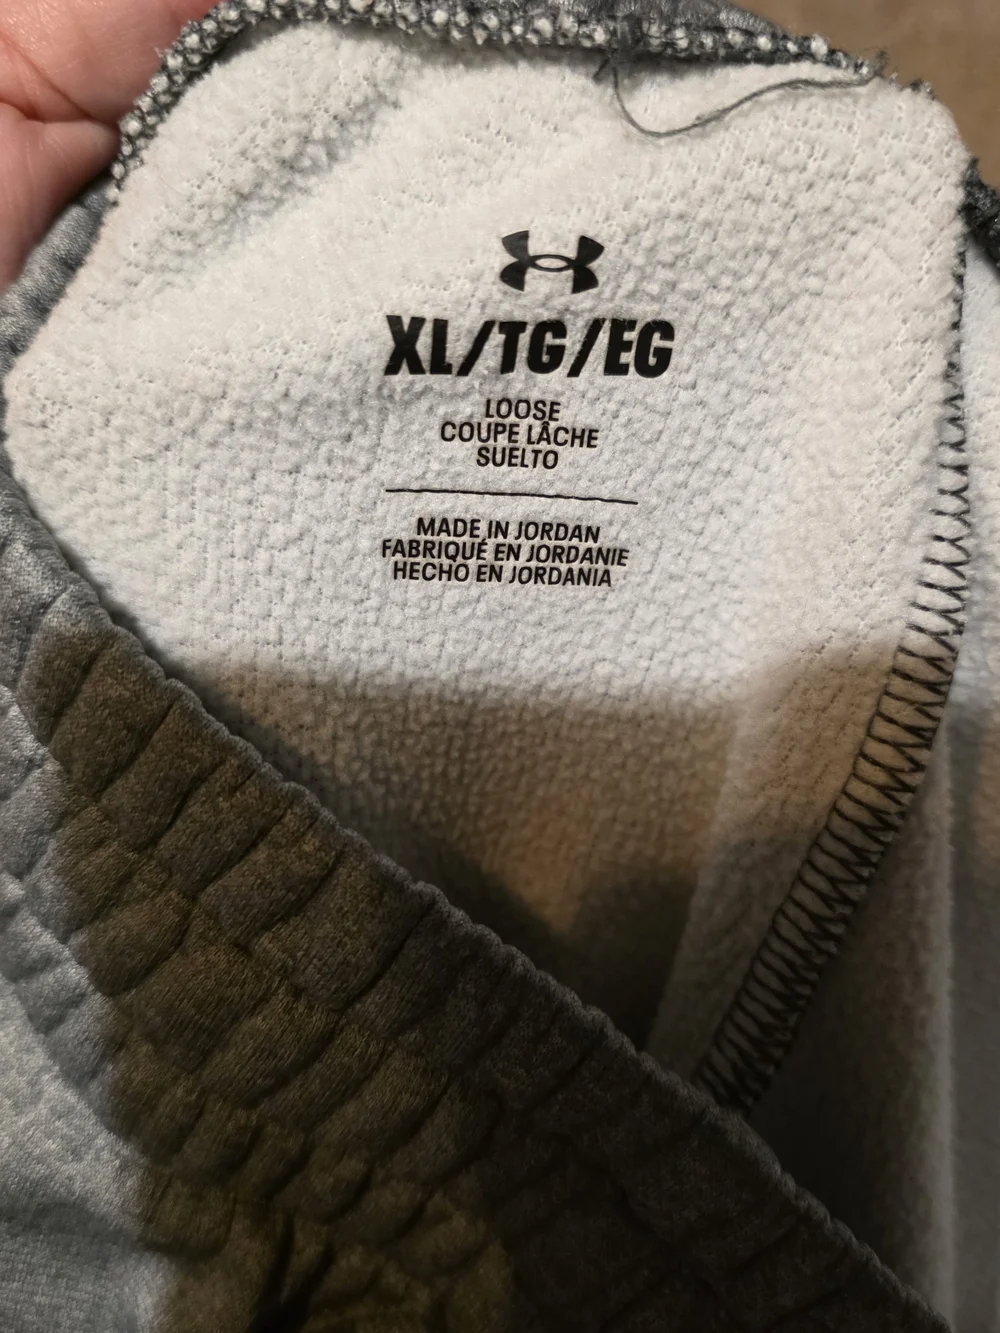 XL/TG/EG
LOOSE
COUPE LÂCHE
SUELTO
MADE IN JORDAN
FABRIQUÉ EN JORDANIE
HECHO EN JORDANIA